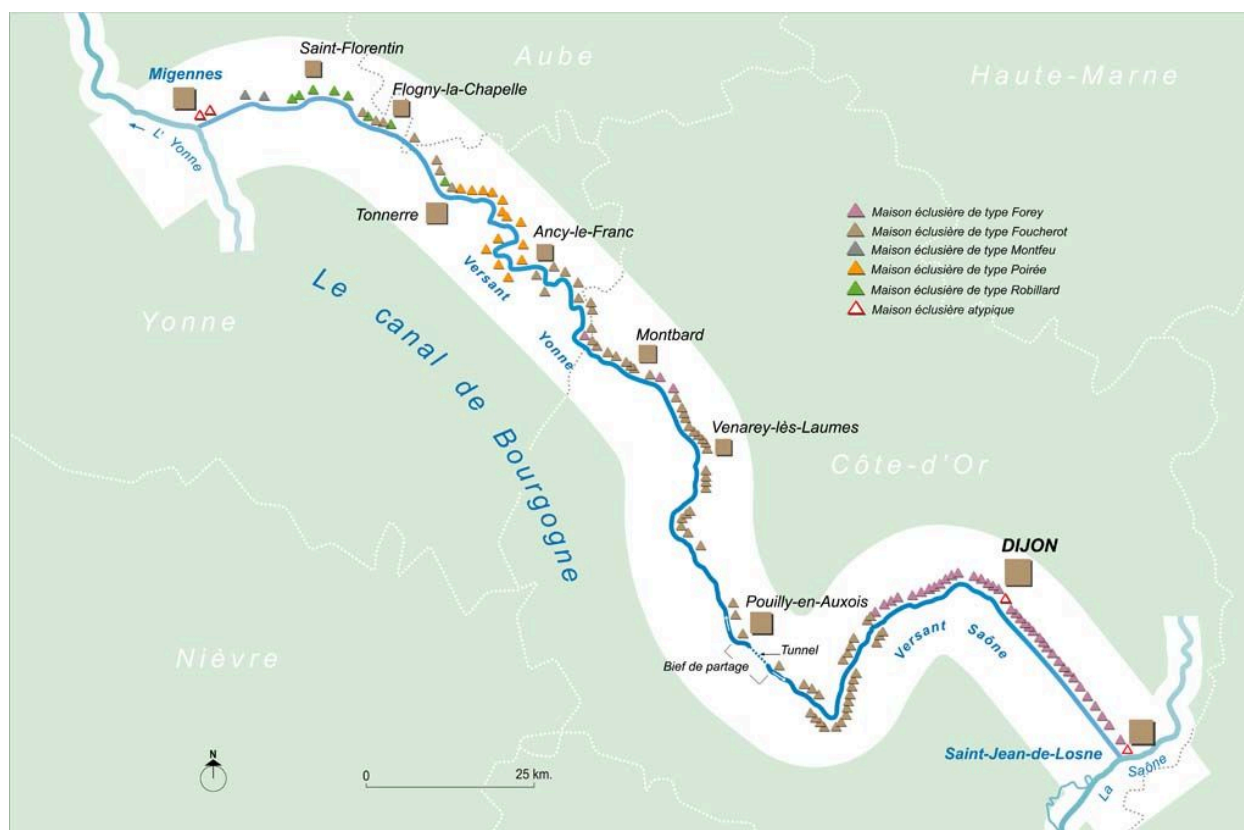 Aube
Haute-Marne
Saint-Florentin
Migennes
Flogny-la-Chapelle
L' Yonne
Tonnerre
Ancy-le-Franc
Maison éclusière de type Forey
Maison éclusière de type Foucherot
Maison éclusière de type Montfeu
Maison éclusière de type Poirée
Maison éclusière de type Robillard
Maison éclusière atypique
Versant Yonne
Yonne
Le canal de Bourgogne
Montbard
Venarey-lès-Laumes
Côte-d'Or
DIJON
Pouilly-en-Auxois
Tunnel
Bief de partage
Versant Saône
Nièvre
Saint-Jean-de-Losne
La Saône
N
0
25 km.